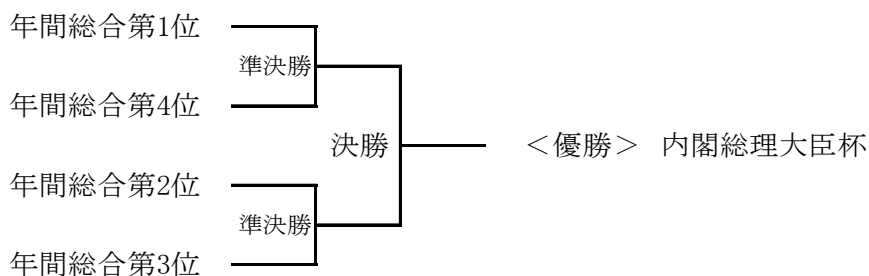 年間総合第1位
準決勝
年間総合第4位
決勝 <優勝> 内閣総理大臣杯
年間総合第2位
準決勝
年間総合第3位